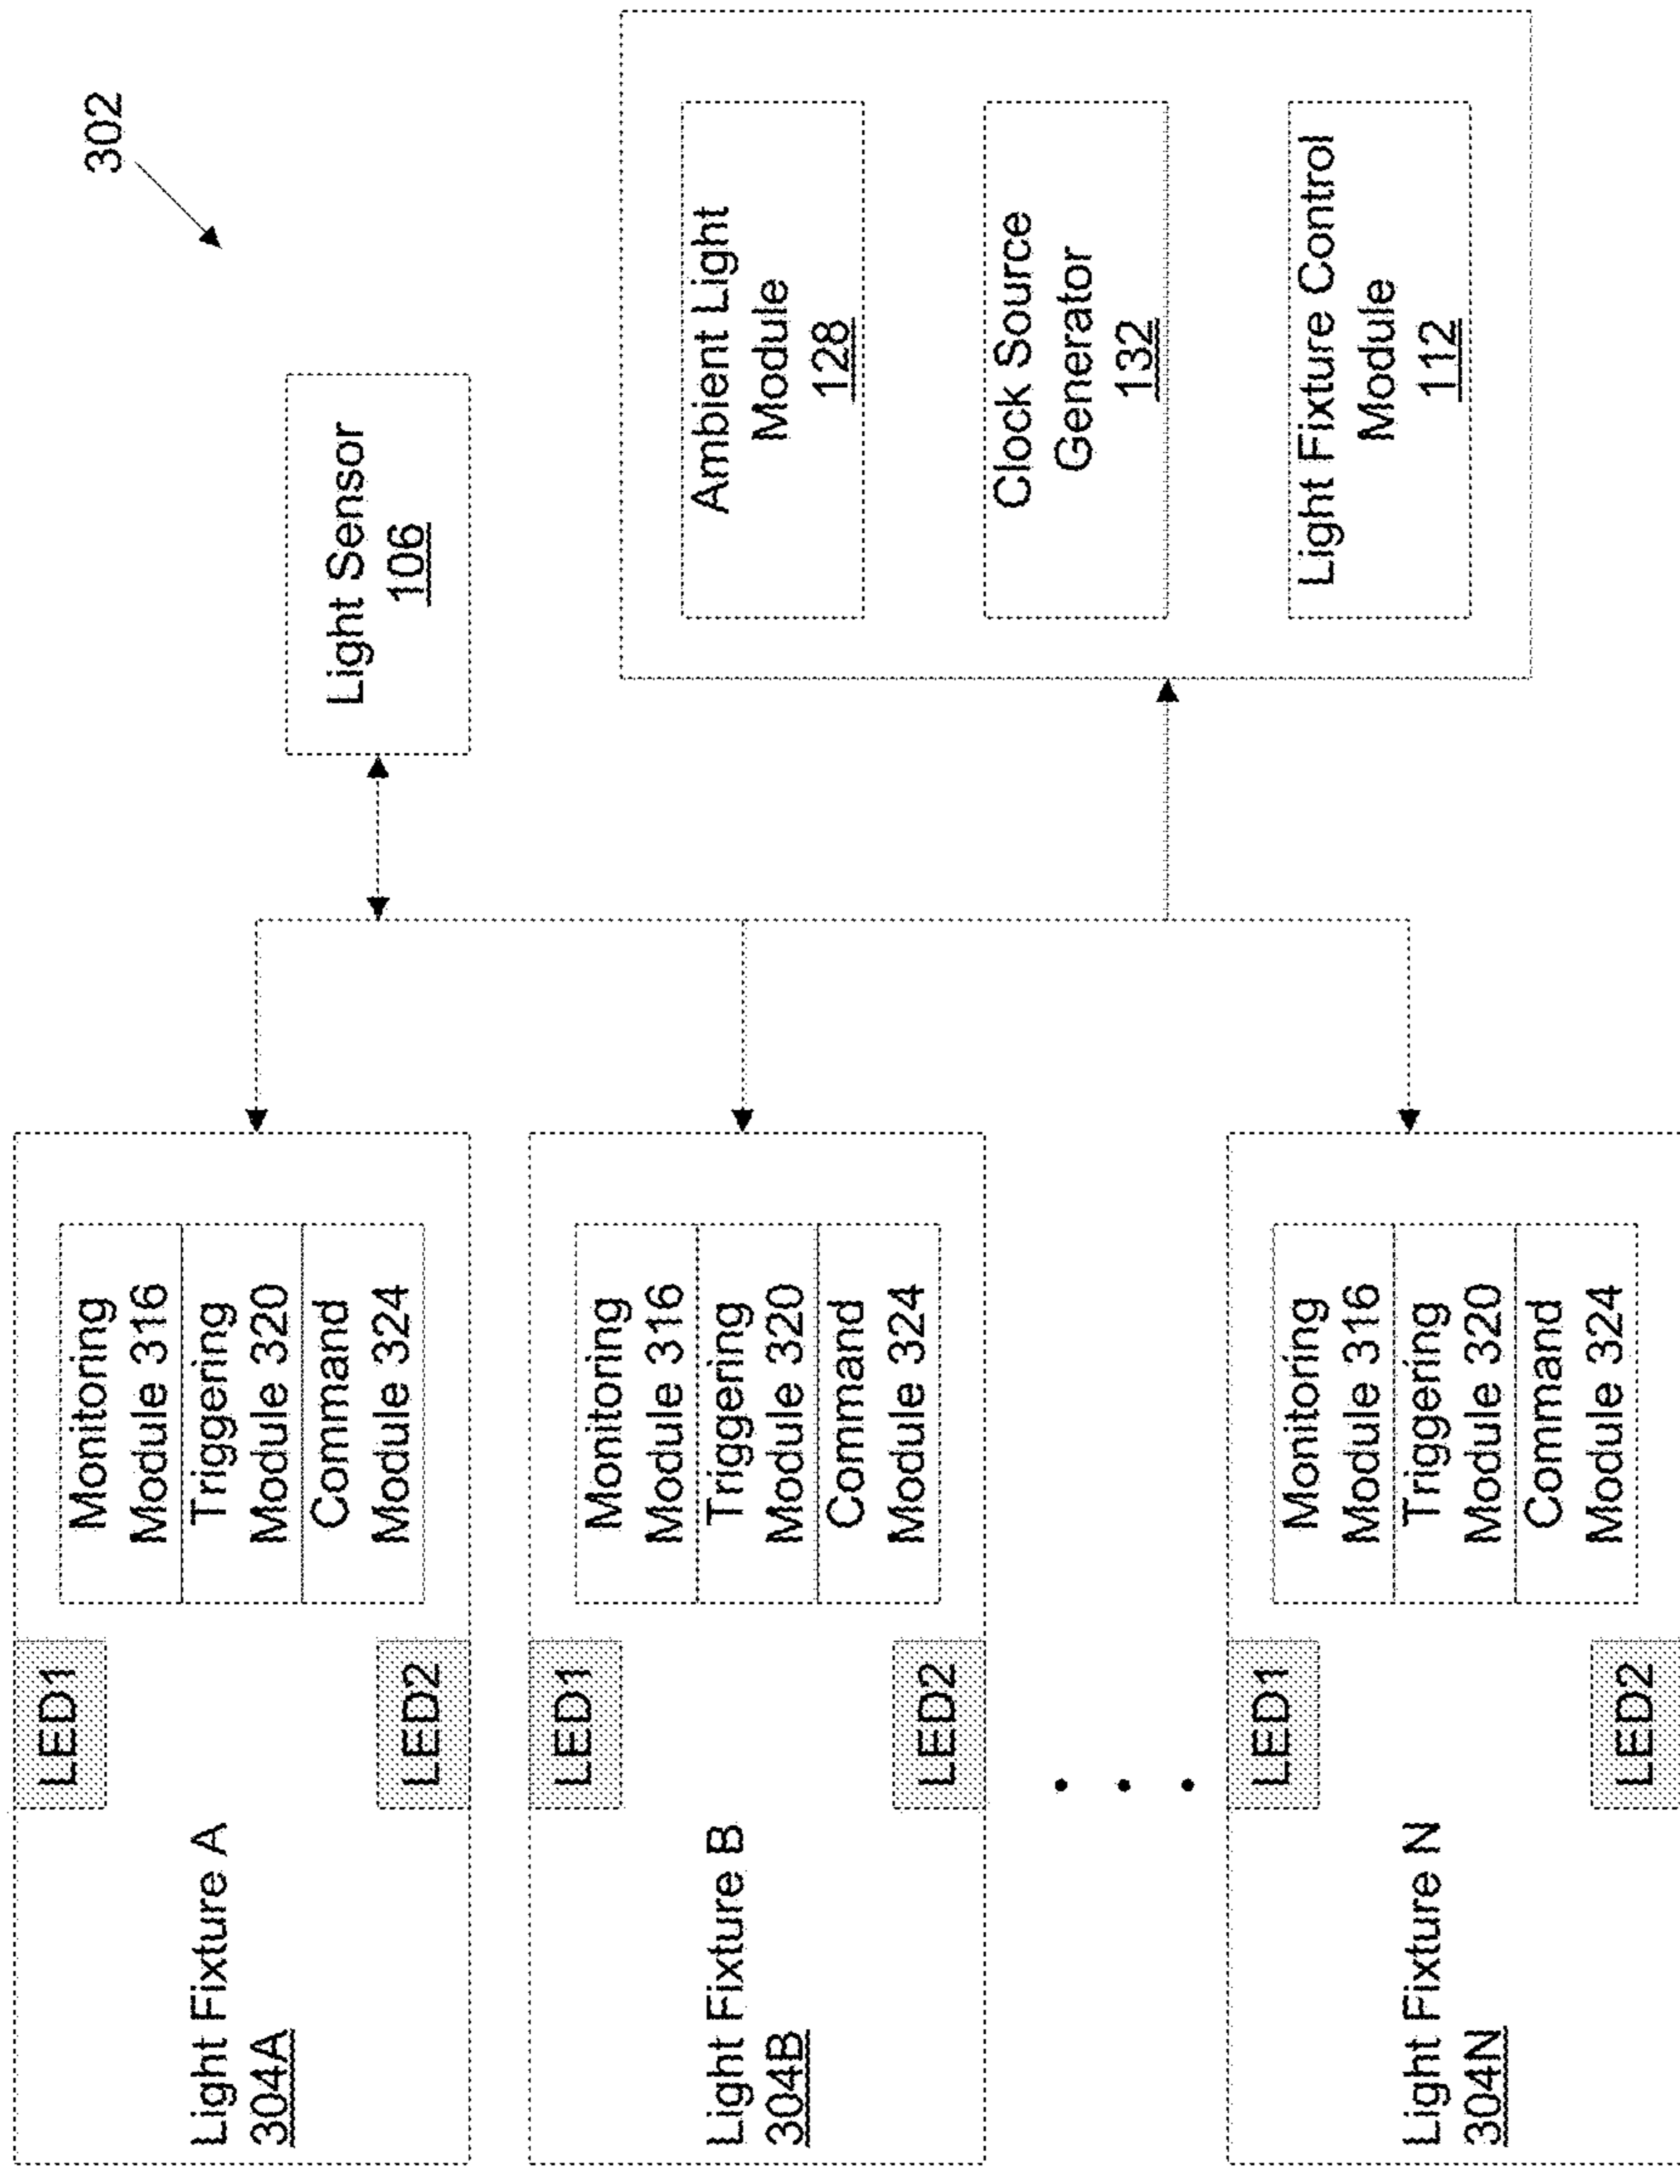 302
Light Fixture A
304A
LED1
LED2
Monitoring
Module 316
Triggering
Module 320
Command
Module 324
Light Sensor
106
Light Fixture B
304B
LED1
LED2
Monitoring
Module 316
Triggering
Module 320
Command
Module 324
Ambient Light
Module
128
Clock Source
Generator
132
Light Fixture Control
Module
112
Light Fixture N
304N
LED1
LED2
Monitoring
Module 316
Triggering
Module 320
Command
Module 324